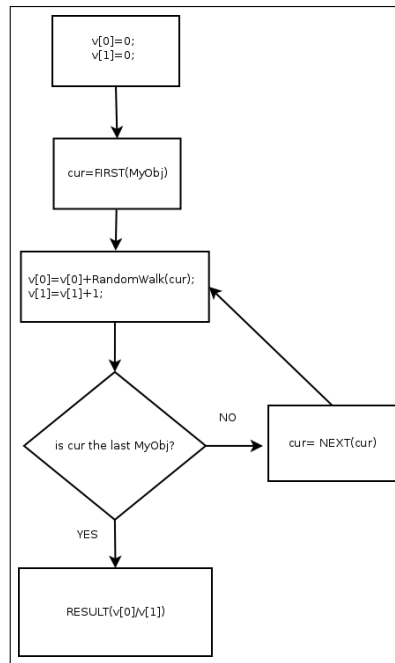 v[0]=0;
v[1]=0;
cur=FIRST(MyObj)
v[0]=v[0]+RandomWalk(cur);
v[1]=v[1]+1;
is cur the last MyObj?
NO
cur= NEXT(cur)
YES
RESULT(v[0]/v[1])